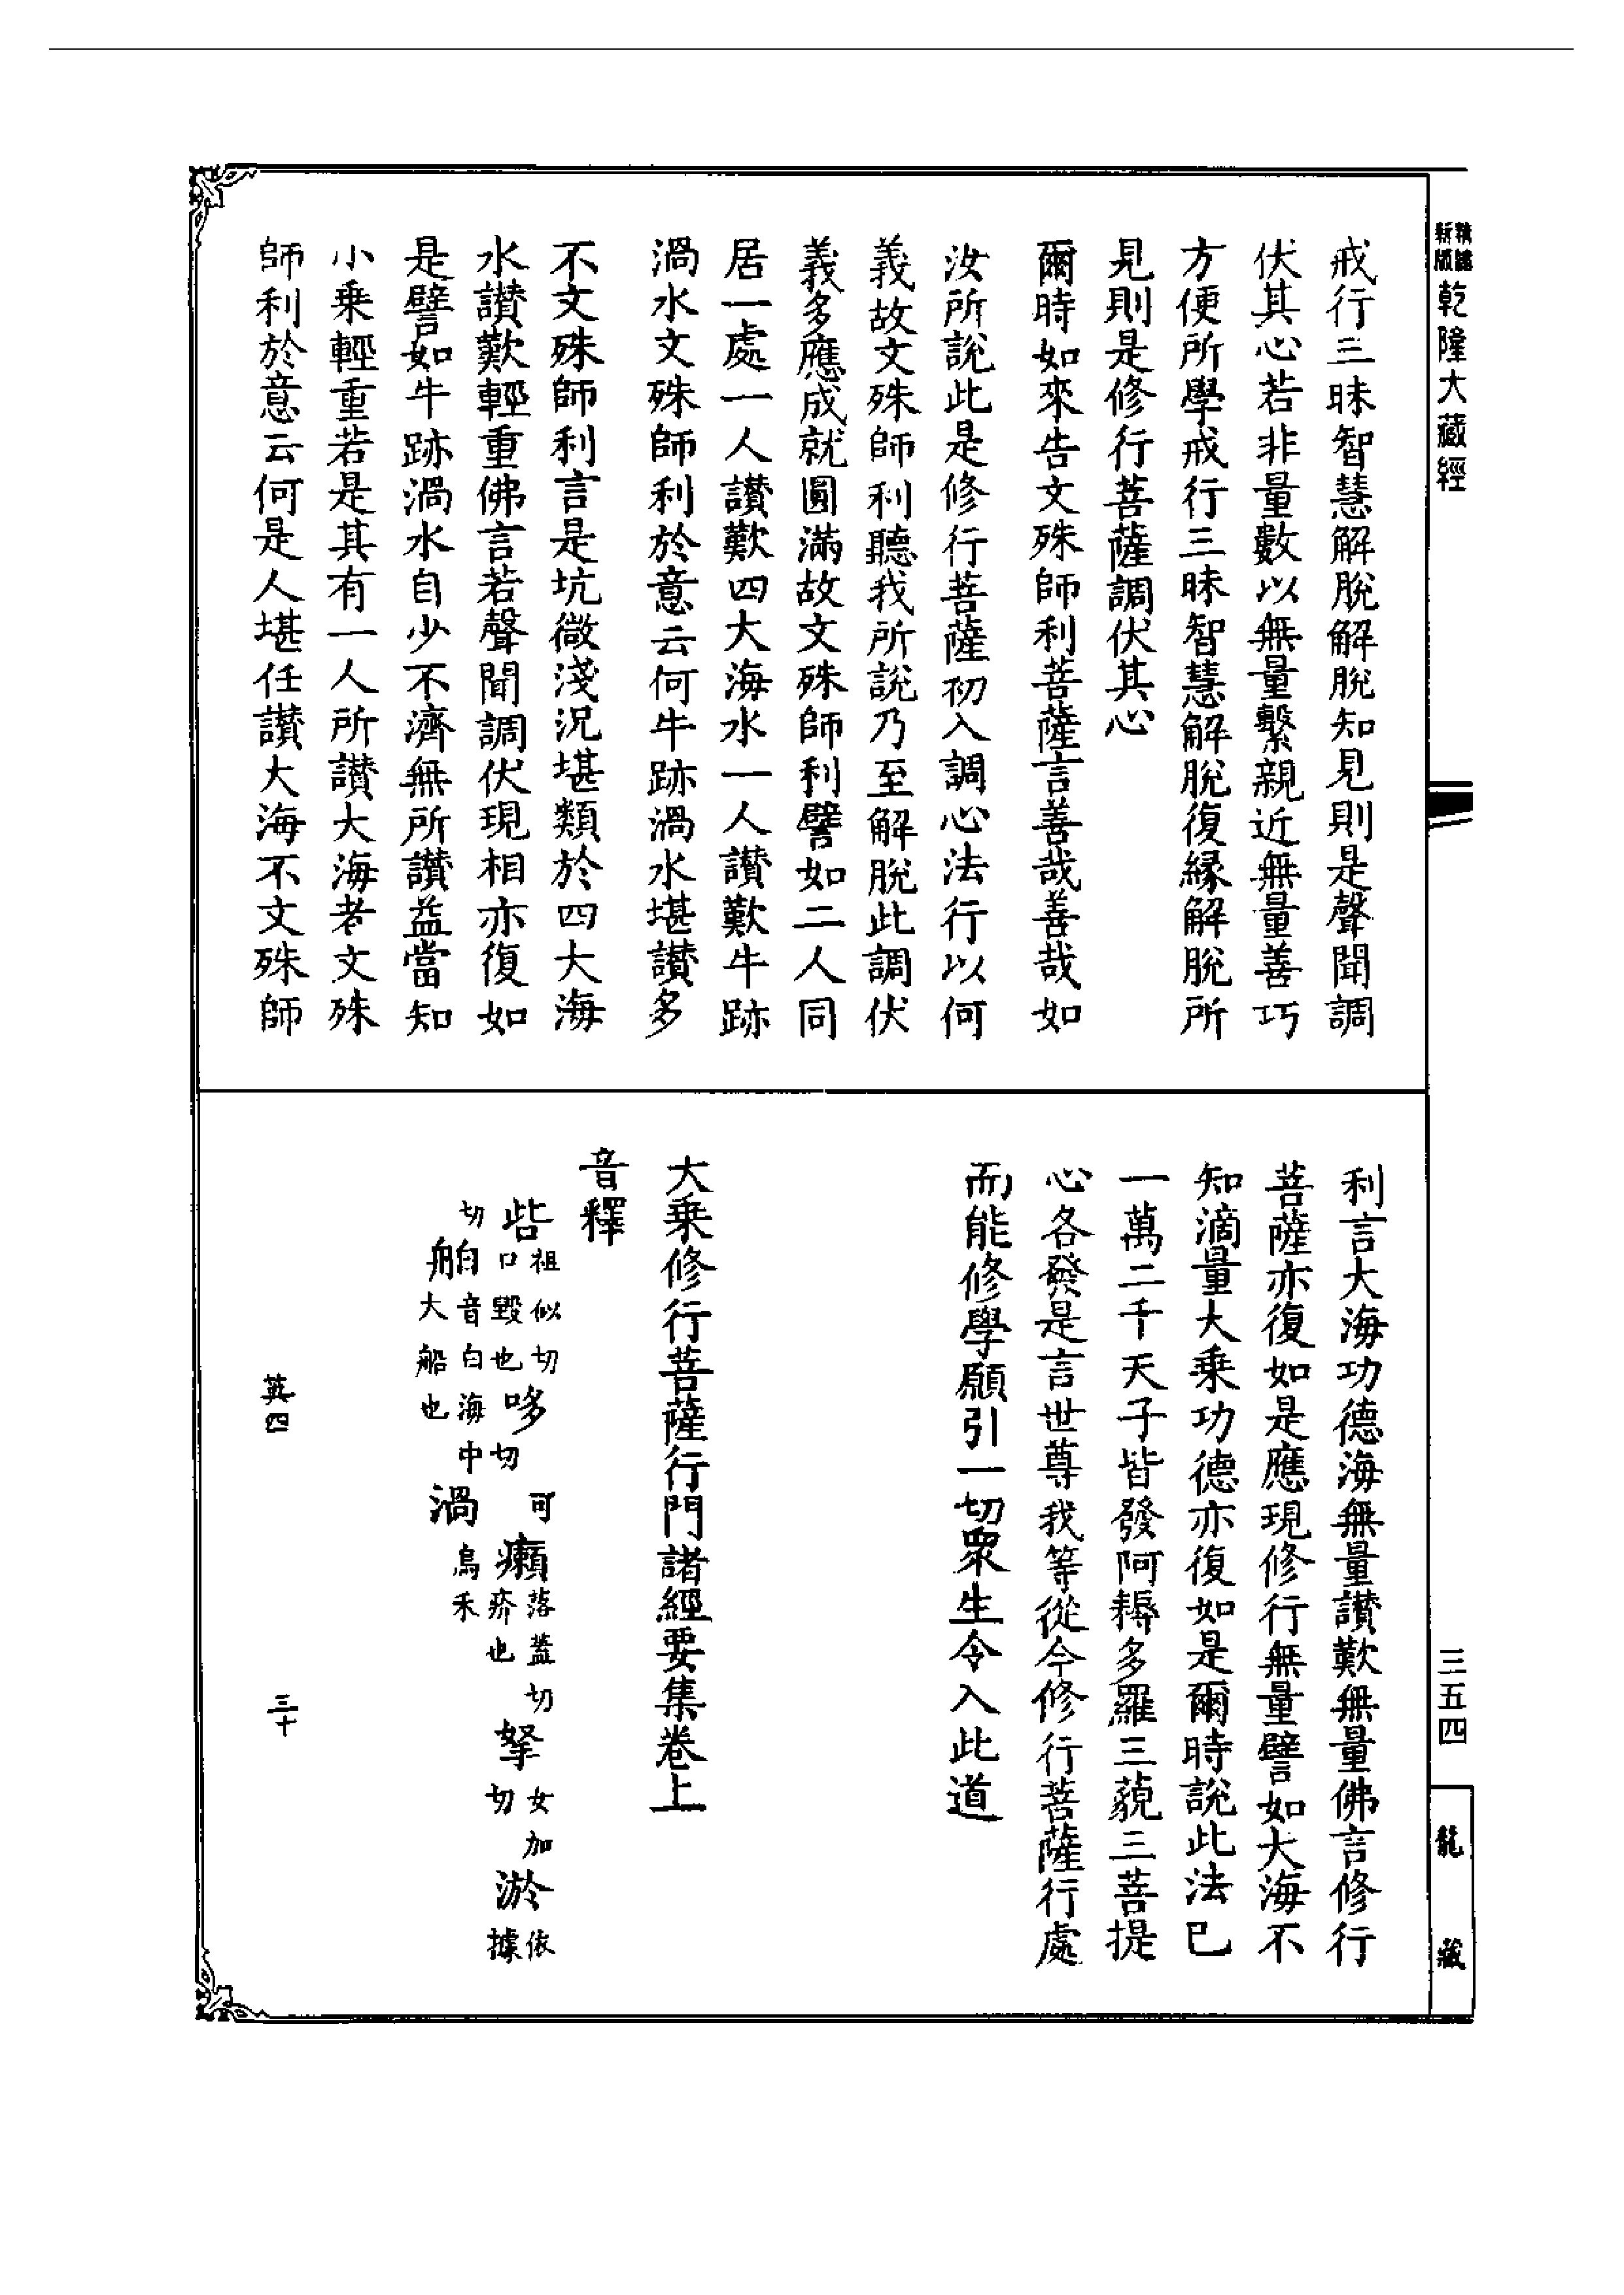 新版
乾隆大藏經
三五四
龍藏
戒行三昧智慧解脫解脫知見則是聲聞調
伏其心若非量數以無量繫親近無量善巧
方便所學戒行三昧智慧解脫復緣解脫所
見則是修行菩薩調伏其心
爾時如來告文殊師利菩薩言善哉善哉如
汝所說此是修行菩薩初入調心法行以何
義故文殊師利聽我所說乃至解脫此調伏
義多應成就圓滿故文殊師利譬如二人同
居一處一人讚歎四大海水一人讚歎牛跡
渦水文殊師利於意云何牛跡渦水堪讚多
不文殊師利言是坑微淺況堪類於四大海
水讚歎輕重佛言若聲聞調伏現相亦復如
是譬如牛跡渦水自少不濟無所讚益當知
小乘輕重若是其有一人所讚大海者文殊
師利於意云何是人堪任讚大海不文殊師
利言大海功德海無量讚歎無量佛言修行
菩薩亦復如是應現修行無量譬如大海不
知滴量大乘功德亦復如是爾時說此法已
一萬二千天子皆發阿耨多羅三藐三菩提
心各發是言世尊我等從今修行菩薩行處
而能修學願引一切眾生令入此道
大乘修行菩薩行門諸經要集卷上
音釋
呰祖似切口毀也哆可切癩落蓋切疥也拏女加切淤依據
切舶音白海中大船也渦烏禾
英四
三十